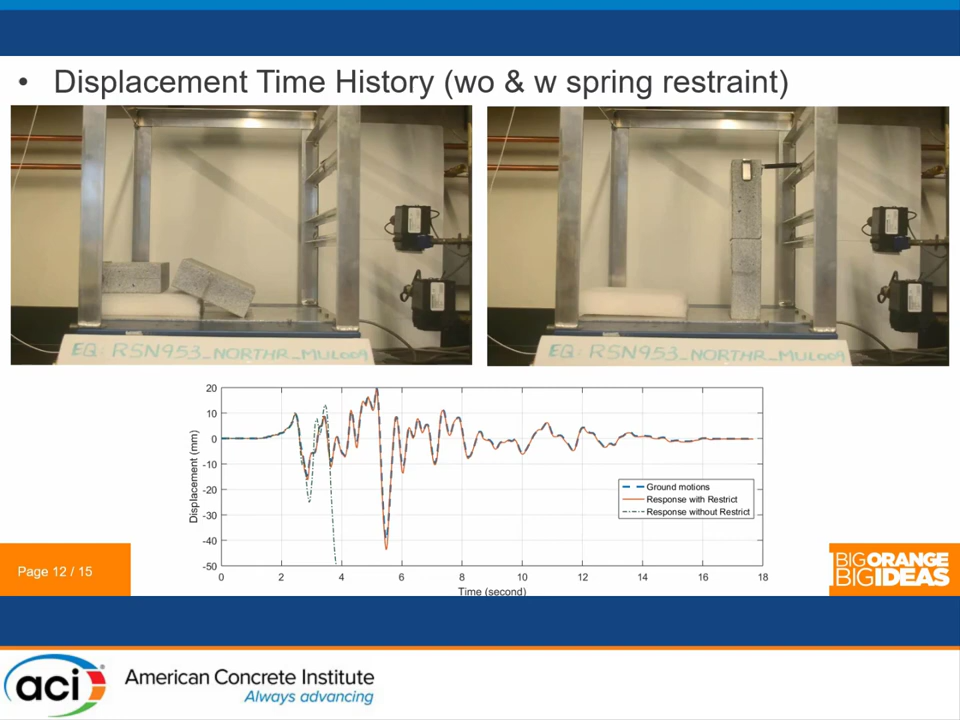 • Displacement Time History (wo & w spring restraint)
EQ: RSN953_NORTHR_MUL009
EQ: RSN953_NORTHR_MUL009
20
10
0
-10
-20
-30
-40
-50
Displacement (mm)
Ground motions
Response with Restrict
Response without Restrict
0 2 4 6 8 10 12 14 16 18
Time (second)
Page 12 / 15
BIG ORANGE
BIG IDEAS
aci
American Concrete Institute
Always advancing